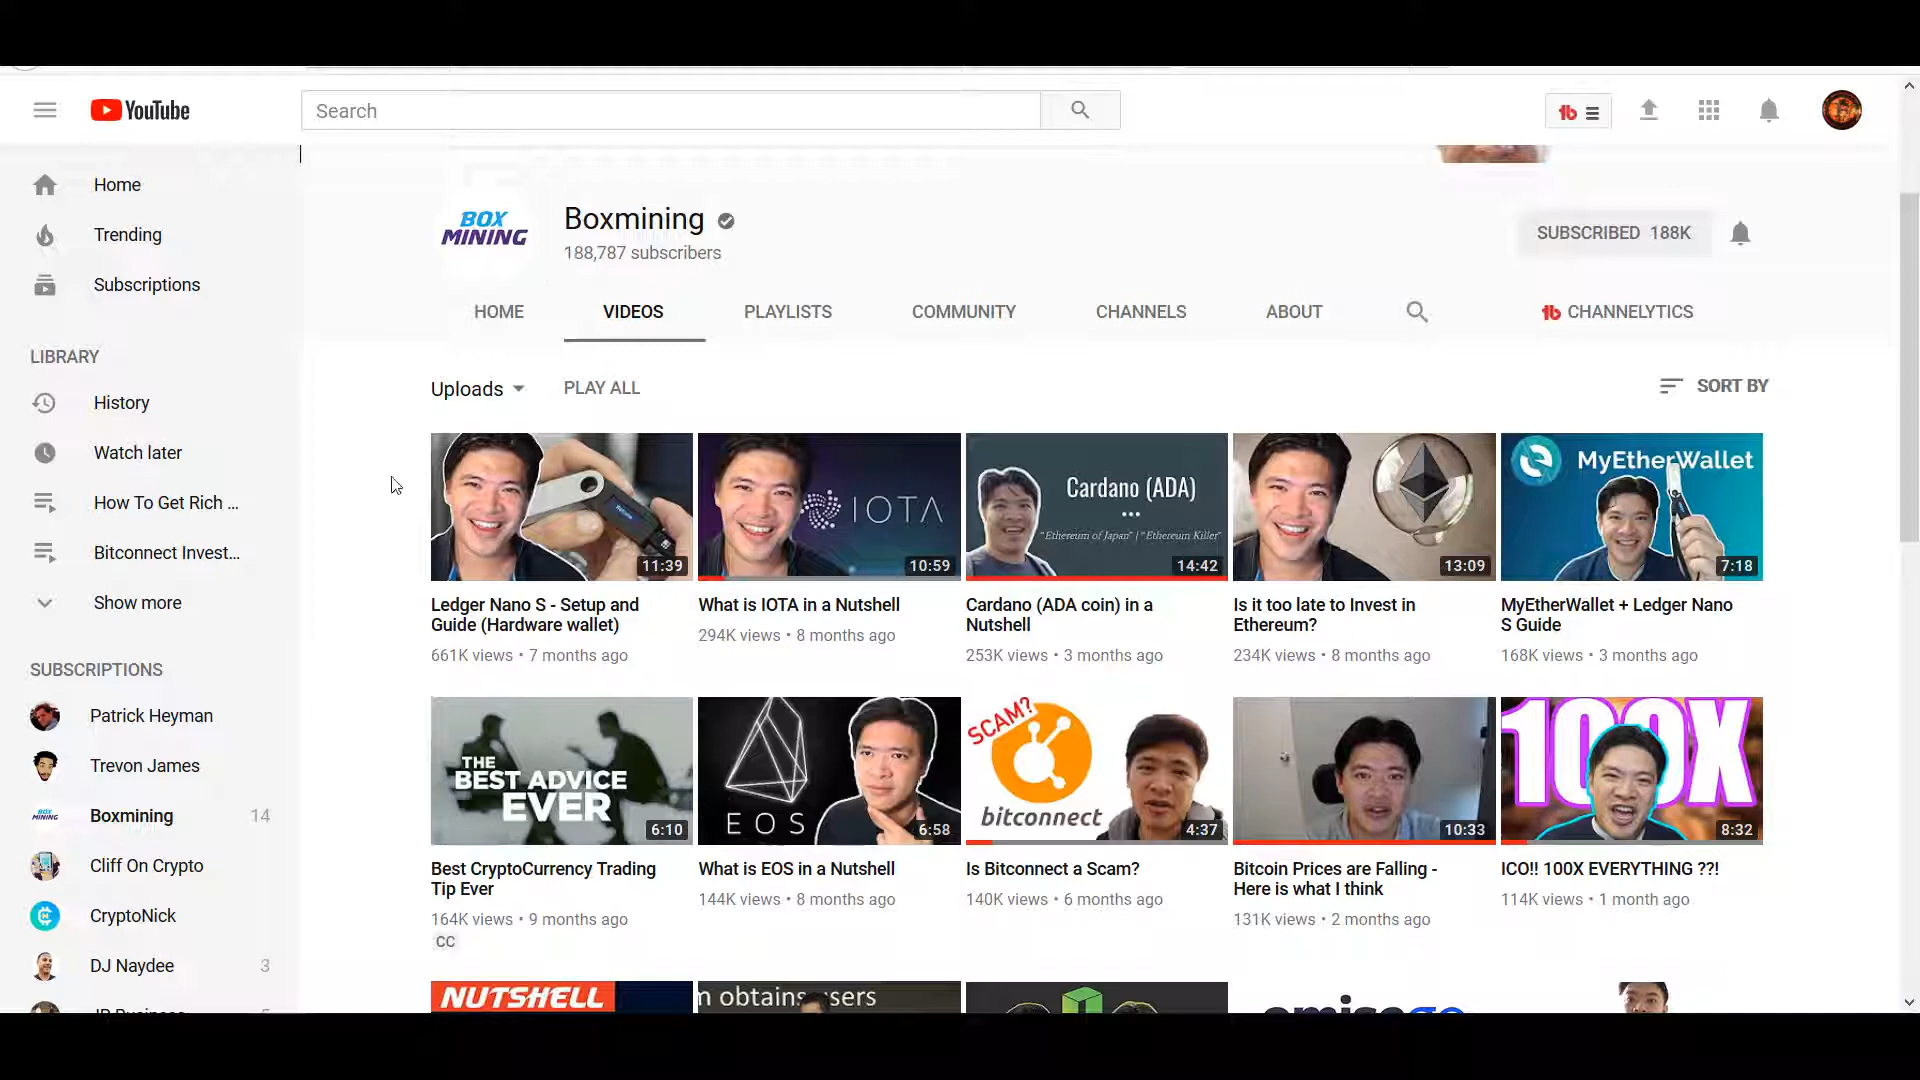 YouTube
Search
Home
Trending
Subscriptions
LIBRARY
History
Watch later
How To Get Rich ...
Bitconnect Invest...
Show more
SUBSCRIPTIONS
Patrick Heyman
Trevon James
BOX MINING
Boxmining
14
Cliff On Crypto
CryptoNick
DJ Naydee
3
BOX
MINING
Boxmining
188,787 subscribers
SUBSCRIBED 188K
HOME
VIDEOS
PLAYLISTS
COMMUNITY
CHANNELS
ABOUT
CHANNELYTICS
Uploads
PLAY ALL
SORT BY
11:39
Ledger Nano S - Setup and
Guide (Hardware wallet)
661K views • 7 months ago
IOTA
10:59
What is IOTA in a Nutshell
294K views • 8 months ago
Cardano (ADA)
"Ethereum of Japan" | "Ethereum Killer"
14:42
Cardano (ADA coin) in a
Nutshell
253K views • 3 months ago
13:09
Is it too late to Invest in
Ethereum?
234K views • 8 months ago
MyEtherWallet
7:18
MyEtherWallet + Ledger Nano
S Guide
168K views • 3 months ago
THE
BEST ADVICE
EVER
6:10
Best CryptoCurrency Trading
Tip Ever
164K views • 9 months ago
CC
EOS
6:58
What is EOS in a Nutshell
144K views • 8 months ago
SCAM?
bitconnect
4:37
Is Bitconnect a Scam?
140K views • 6 months ago
10:33
Bitcoin Prices are Falling -
Here is what I think
131K views • 2 months ago
100X
8:32
ICO!! 100X EVERYTHING ??!
114K views • 1 month ago
NUTSHELL
obtains users